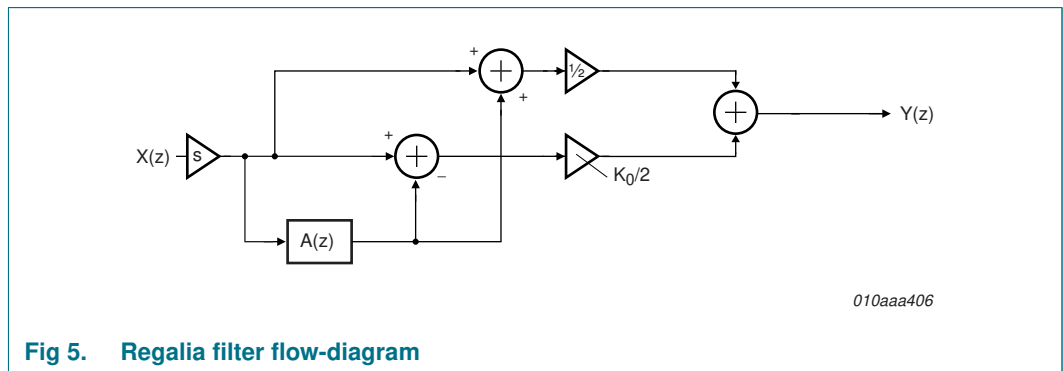 +
+
½
X(z)
s
+
−
K0/2
Y(z)
A(z)
010aaa406
Fig 5. Regalia filter flow-diagram